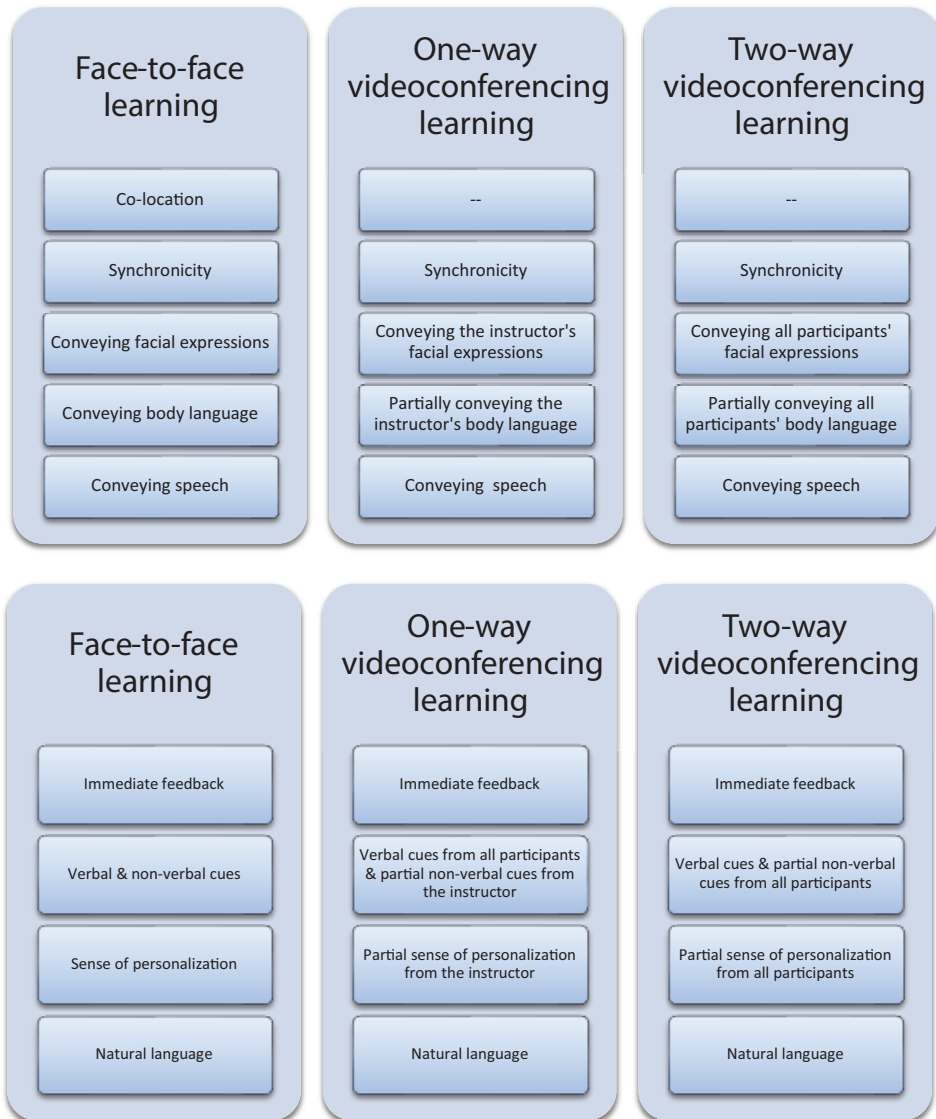 Face-to-face
learning
Co-location
Synchronicity
Conveying facial expressions
Conveying body language
Conveying speech
One-way
videoconferencing
learning
--
Synchronicity
Conveying the instructor's
facial expressions
Partially conveying the
instructor's body language
Conveying speech
Two-way
videoconferencing
learning
--
Synchronicity
Conveying all participants'
facial expressions
Partially conveying all
participants' body language
Conveying speech
Face-to-face
learning
Immediate feedback
Verbal & non-verbal cues
Sense of personalization
Natural language
One-way
videoconferencing
learning
Immediate feedback
Verbal cues from all participants
& partial non-verbal cues from
the instructor
Partial sense of personalization
from the instructor
Natural language
Two-way
videoconferencing
learning
Immediate feedback
Verbal cues & partial non-verbal
cues from all participants
Partial sense of personalization
from all participants
Natural language